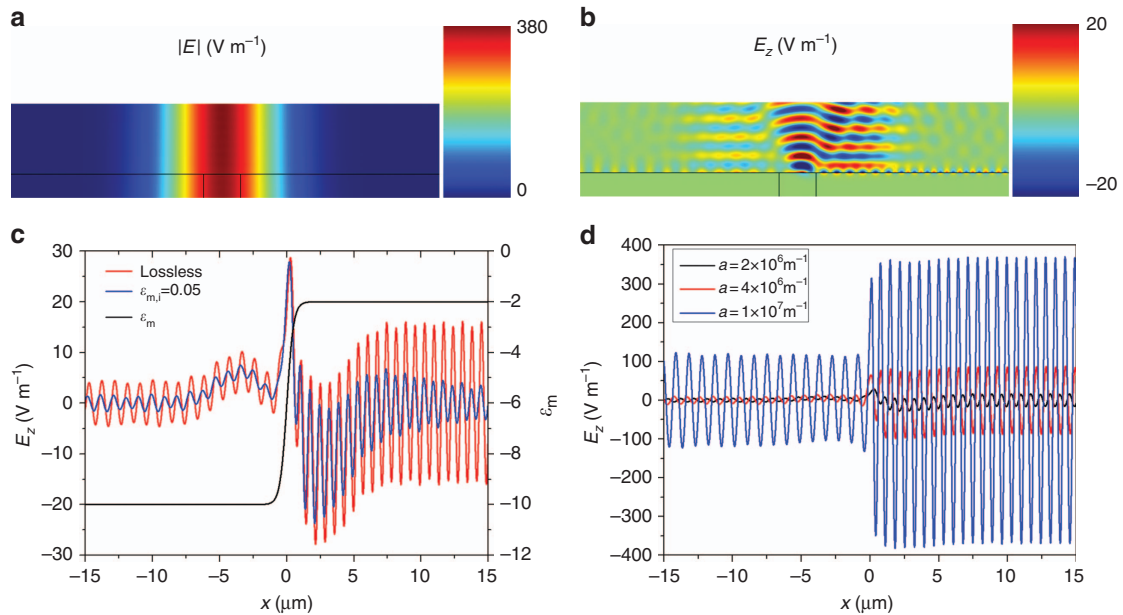 a
|E| (V m⁻¹)
380
0
b
E_z (V m⁻¹)
20
−20
c
30
20
10
0
−10
−20
−30
E_z (V m⁻¹)
Lossless
ε_m,i=0.05
ε_m
0
−2
−4
−6
−8
−10
−12
ε_m
−15
−10
−5
0
5
10
15
x (μm)
d
400
300
200
100
0
−100
−200
−300
−400
E_z (V m⁻¹)
a=2×10⁶m⁻¹
a=4×10⁶m⁻¹
a=1×10⁷m⁻¹
−15
−10
−5
0
5
10
15
x (μm)